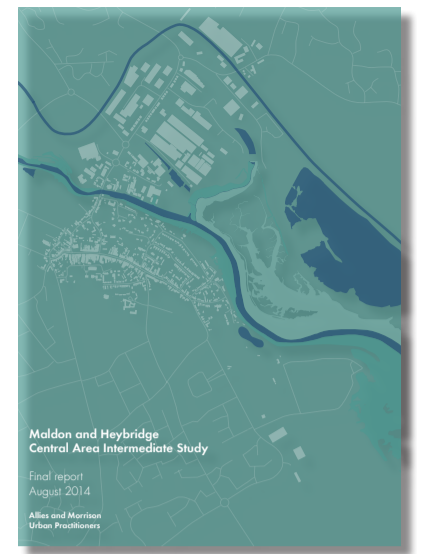 Maldon and Heybridge
Central Area Intermediate Study
Final report
August 2014
Allies and Morrison
Urban Practitioners